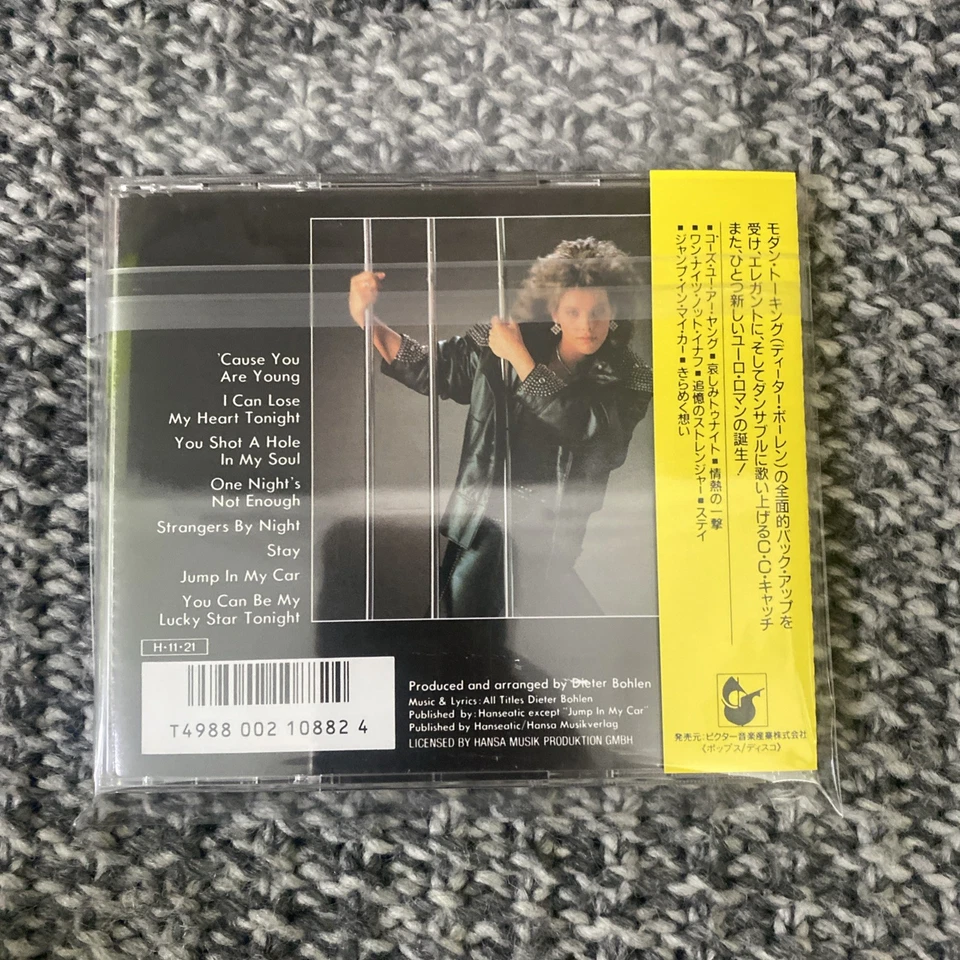 'Cause You
Are Young
I Can Lose
My Heart Tonight
You Shot A Hole
In My Soul
One Night's
Not Enough
Strangers By Night
Stay
Jump In My Car
You Can Be My
Lucky Star Tonight
H·11·21
T4988 002 10882 4
Produced and arranged by Dieter Bohlen
Music & Lyrics: All Titles Dieter Bohlen
Published by: Hanseatic except "Jump In My Car"
Published by Hanseatic/Hansa Musikverlag
LICENSED BY HANSA MUSIK PRODUKTION GMBH
モダン・トーキング(ディーター・ボーレン)の全面的バック・アップを
受け、エレガントに、そしてダンサブルに歌い上げるC・C・キャッチ
また、ひとつ新しいユーロ・ロマンの誕生!
■コーズ・ユー・アー・ヤング■哀しみトゥナイト■情熱の一撃
■ワン・ナイツ・ノット・イナフ■追憶のストレンジャー■ステイ
■ジャンプ・イン・マイ・カー■きらめく想い
発売元:ビクター音楽産業株式会社
〈ポップス/ディスコ〉